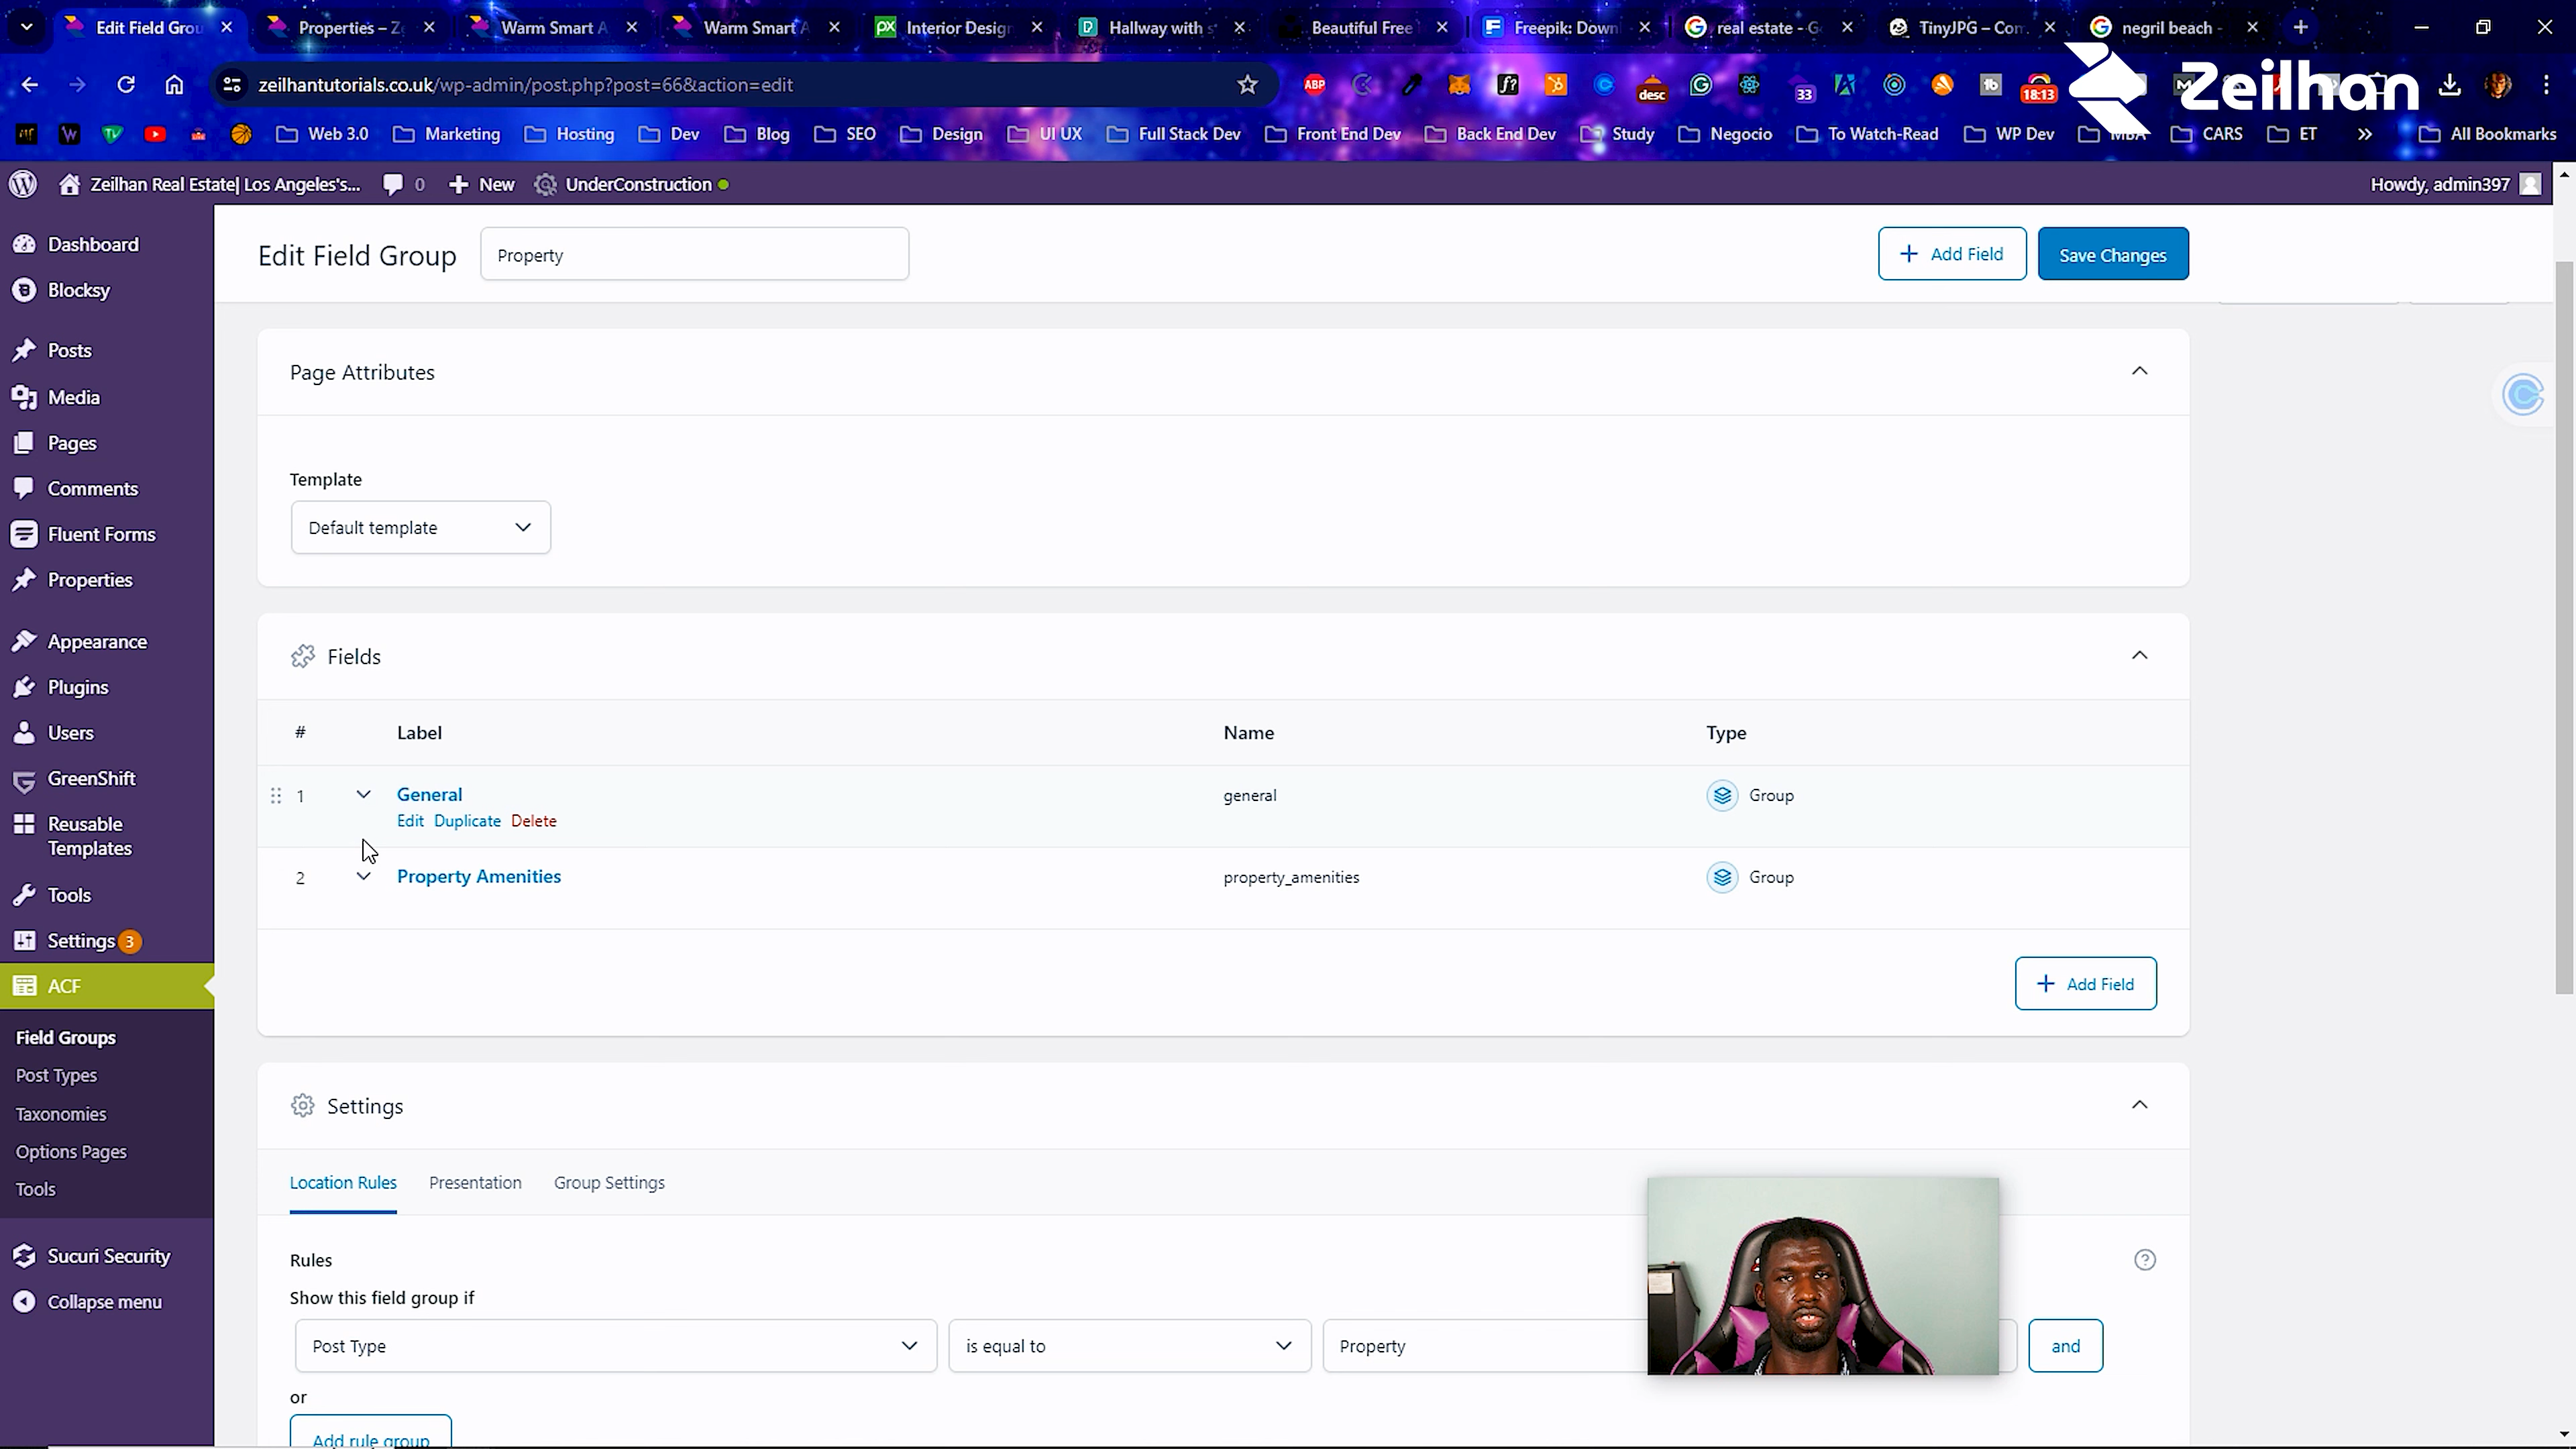 Edit Field Grou
Properties – Z
Warm Smart A
Warm Smart A
Interior Desig
Hallway with s
Beautiful Free
Freepik: Downl
real estate - G
TinyJPG – Com
negril beach -
zeilhantutorials.co.uk/wp-admin/post.php?post=66&action=edit
ABP
f?
desc
33
18:13
Zeilhan
Web 3.0
Marketing
Hosting
Dev
Blog
SEO
Design
UI UX
Full Stack Dev
Front End Dev
Back End Dev
Study
Negocio
To Watch-Read
WP Dev
MBA
CARS
ET
All Bookmarks
Zeilhan Real Estate| Los Angeles's...
0
New
UnderConstruction
Howdy, admin397
Dashboard
Blocksy
Posts
Media
Pages
Comments
Fluent Forms
Properties
Appearance
Plugins
Users
GreenShift
Reusable
Templates
Tools
Settings 3
ACF
Field Groups
Post Types
Taxonomies
Options Pages
Tools
Sucuri Security
Collapse menu
Edit Field Group
Property
Add Field
Save Changes
Page Attributes
Template
Default template
Fields
# Label Name Type
1 General general Group
Edit Duplicate Delete
2 Property Amenities property_amenities Group
Add Field
Settings
Location Rules Presentation Group Settings
Rules
Show this field group if
Post Type is equal to Property and
or
Add rule group